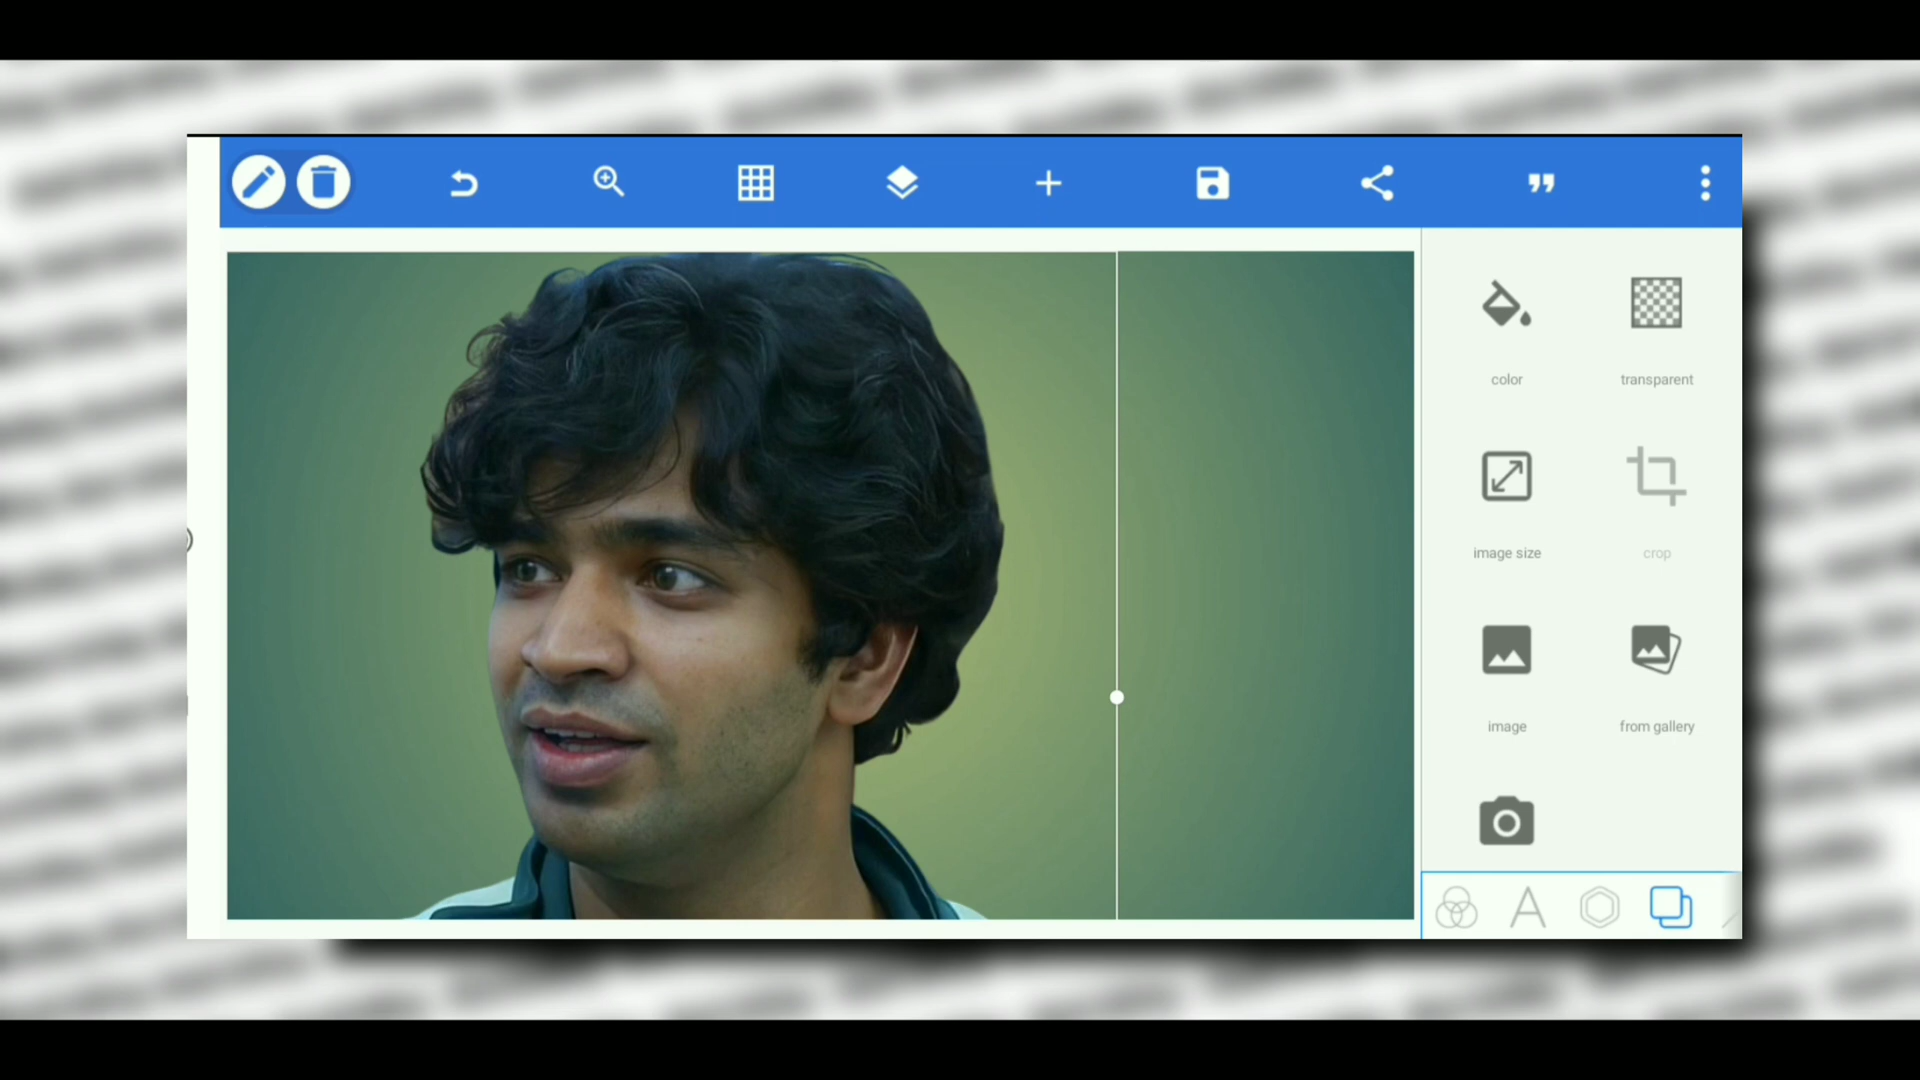 color
transparent
image size
crop
image
from gallery